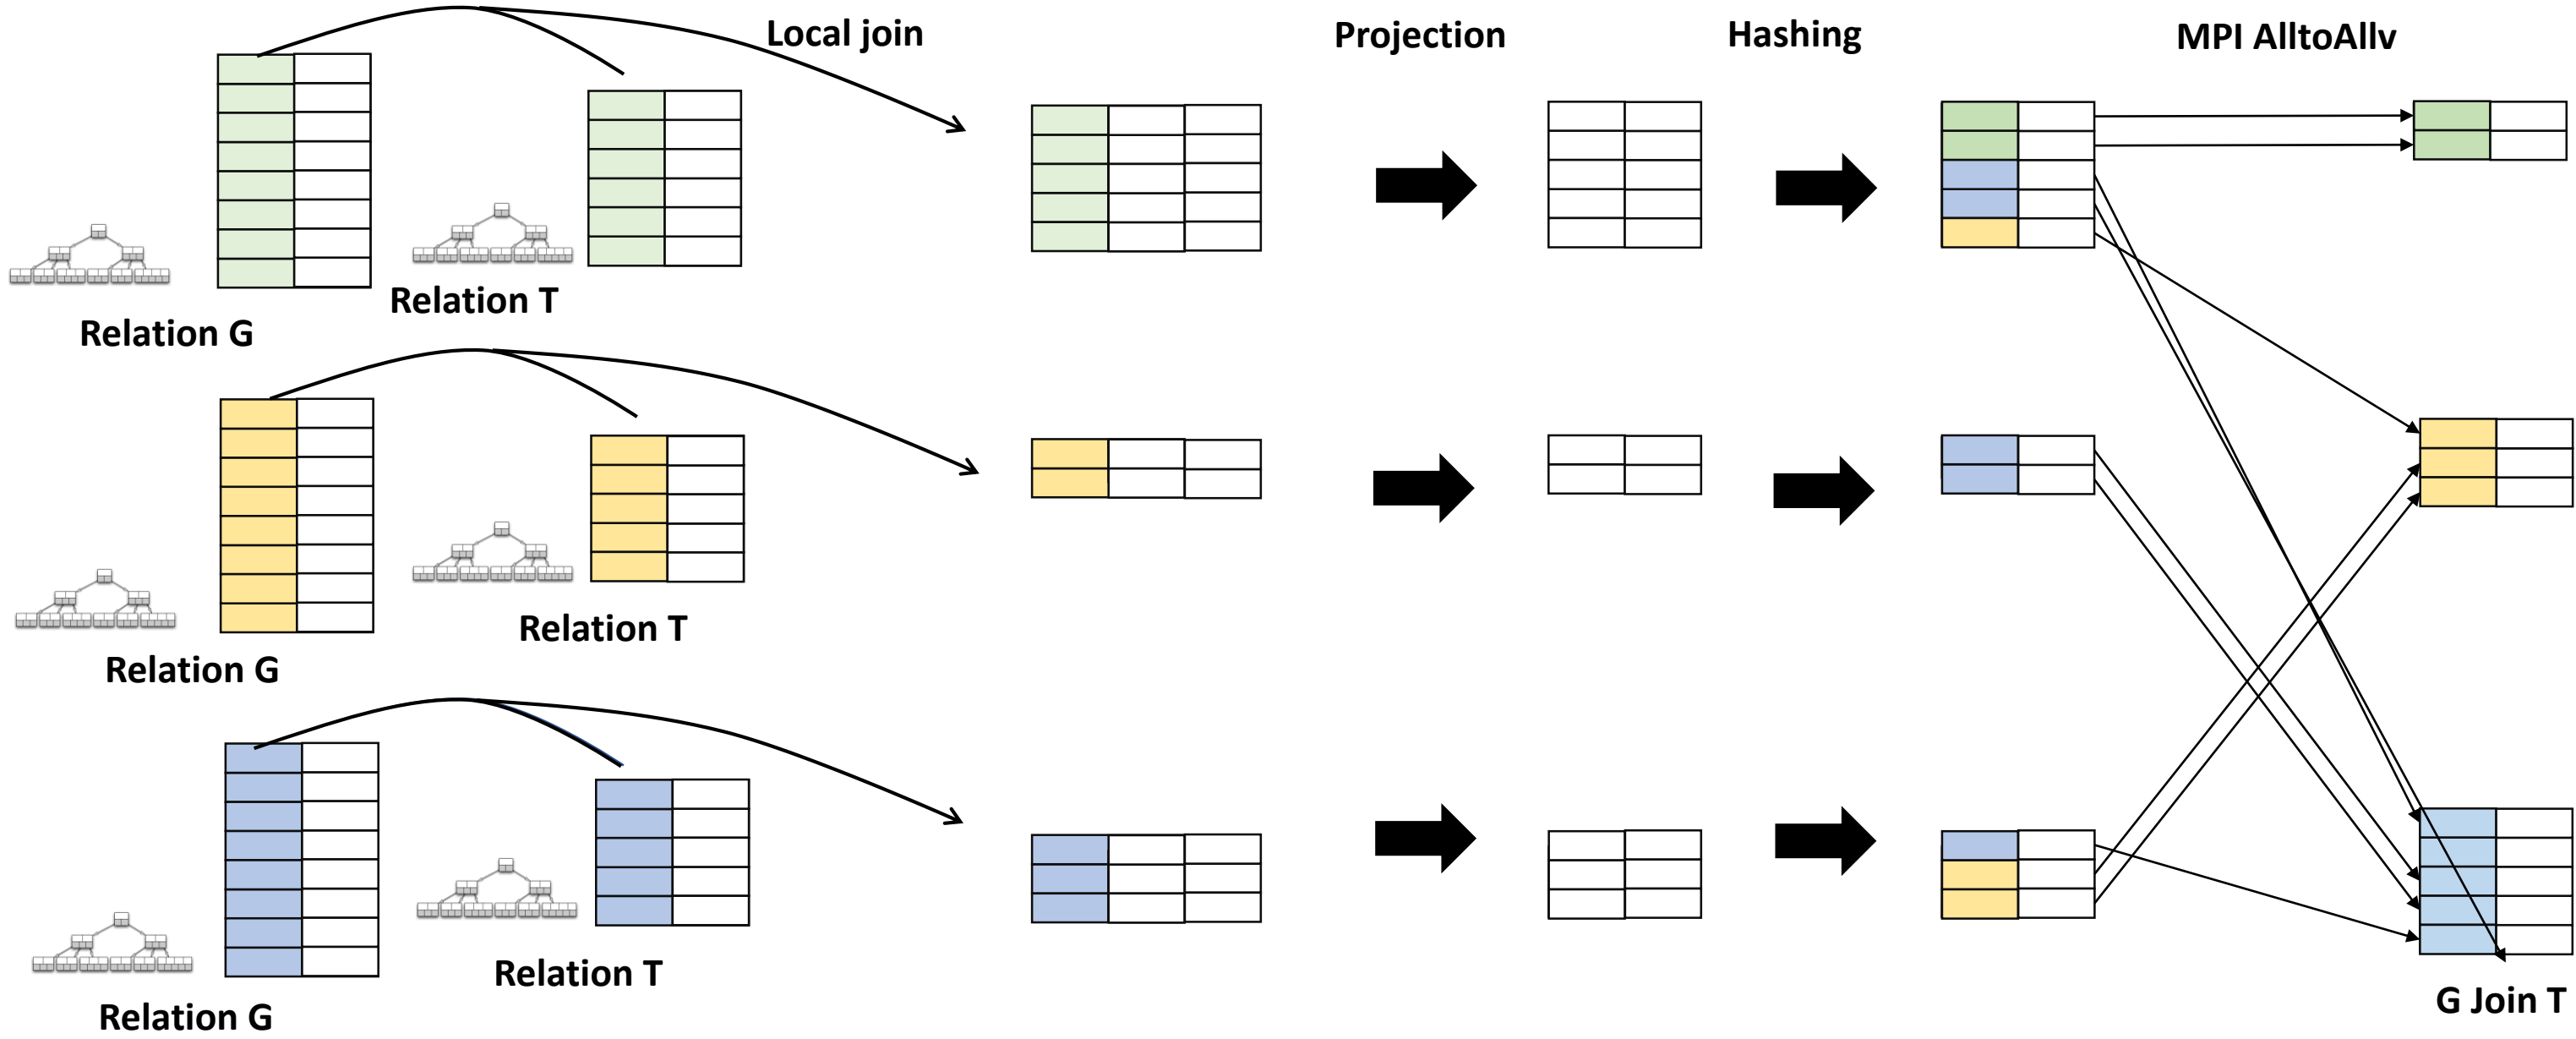 Local join
Projection
Hashing
MPI AlltoAllv
Relation T
Relation G
Relation T
Relation G
Relation T
G Join T
Relation G